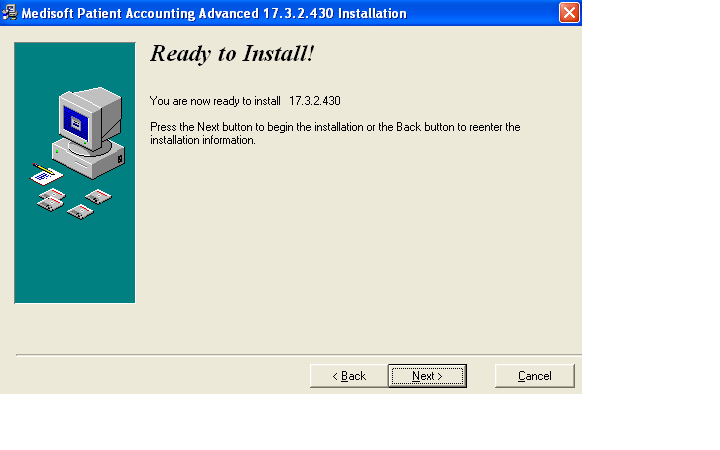 Medisoft Patient Accounting Advanced 17.3.2.430 Installation
Ready to Install!
You are now ready to install 17.3.2.430
Press the Next button to begin the installation or the Back button to reenter the
installation information.
< Back
Next >
Cancel